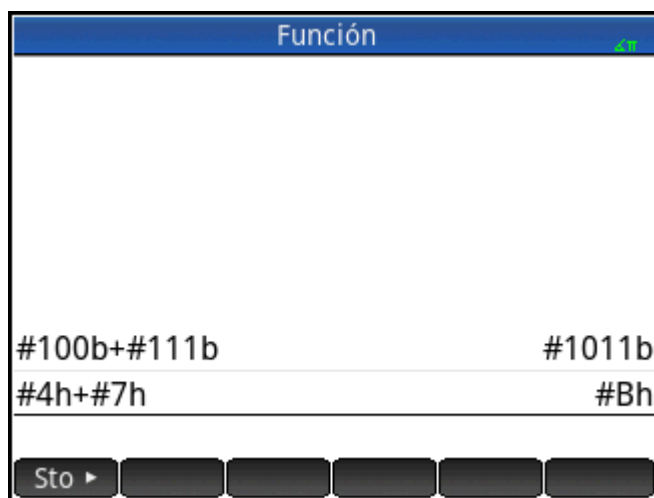 Función
∡π
#100b+#111b #1011b
#4h+#7h #Bh
Sto ►